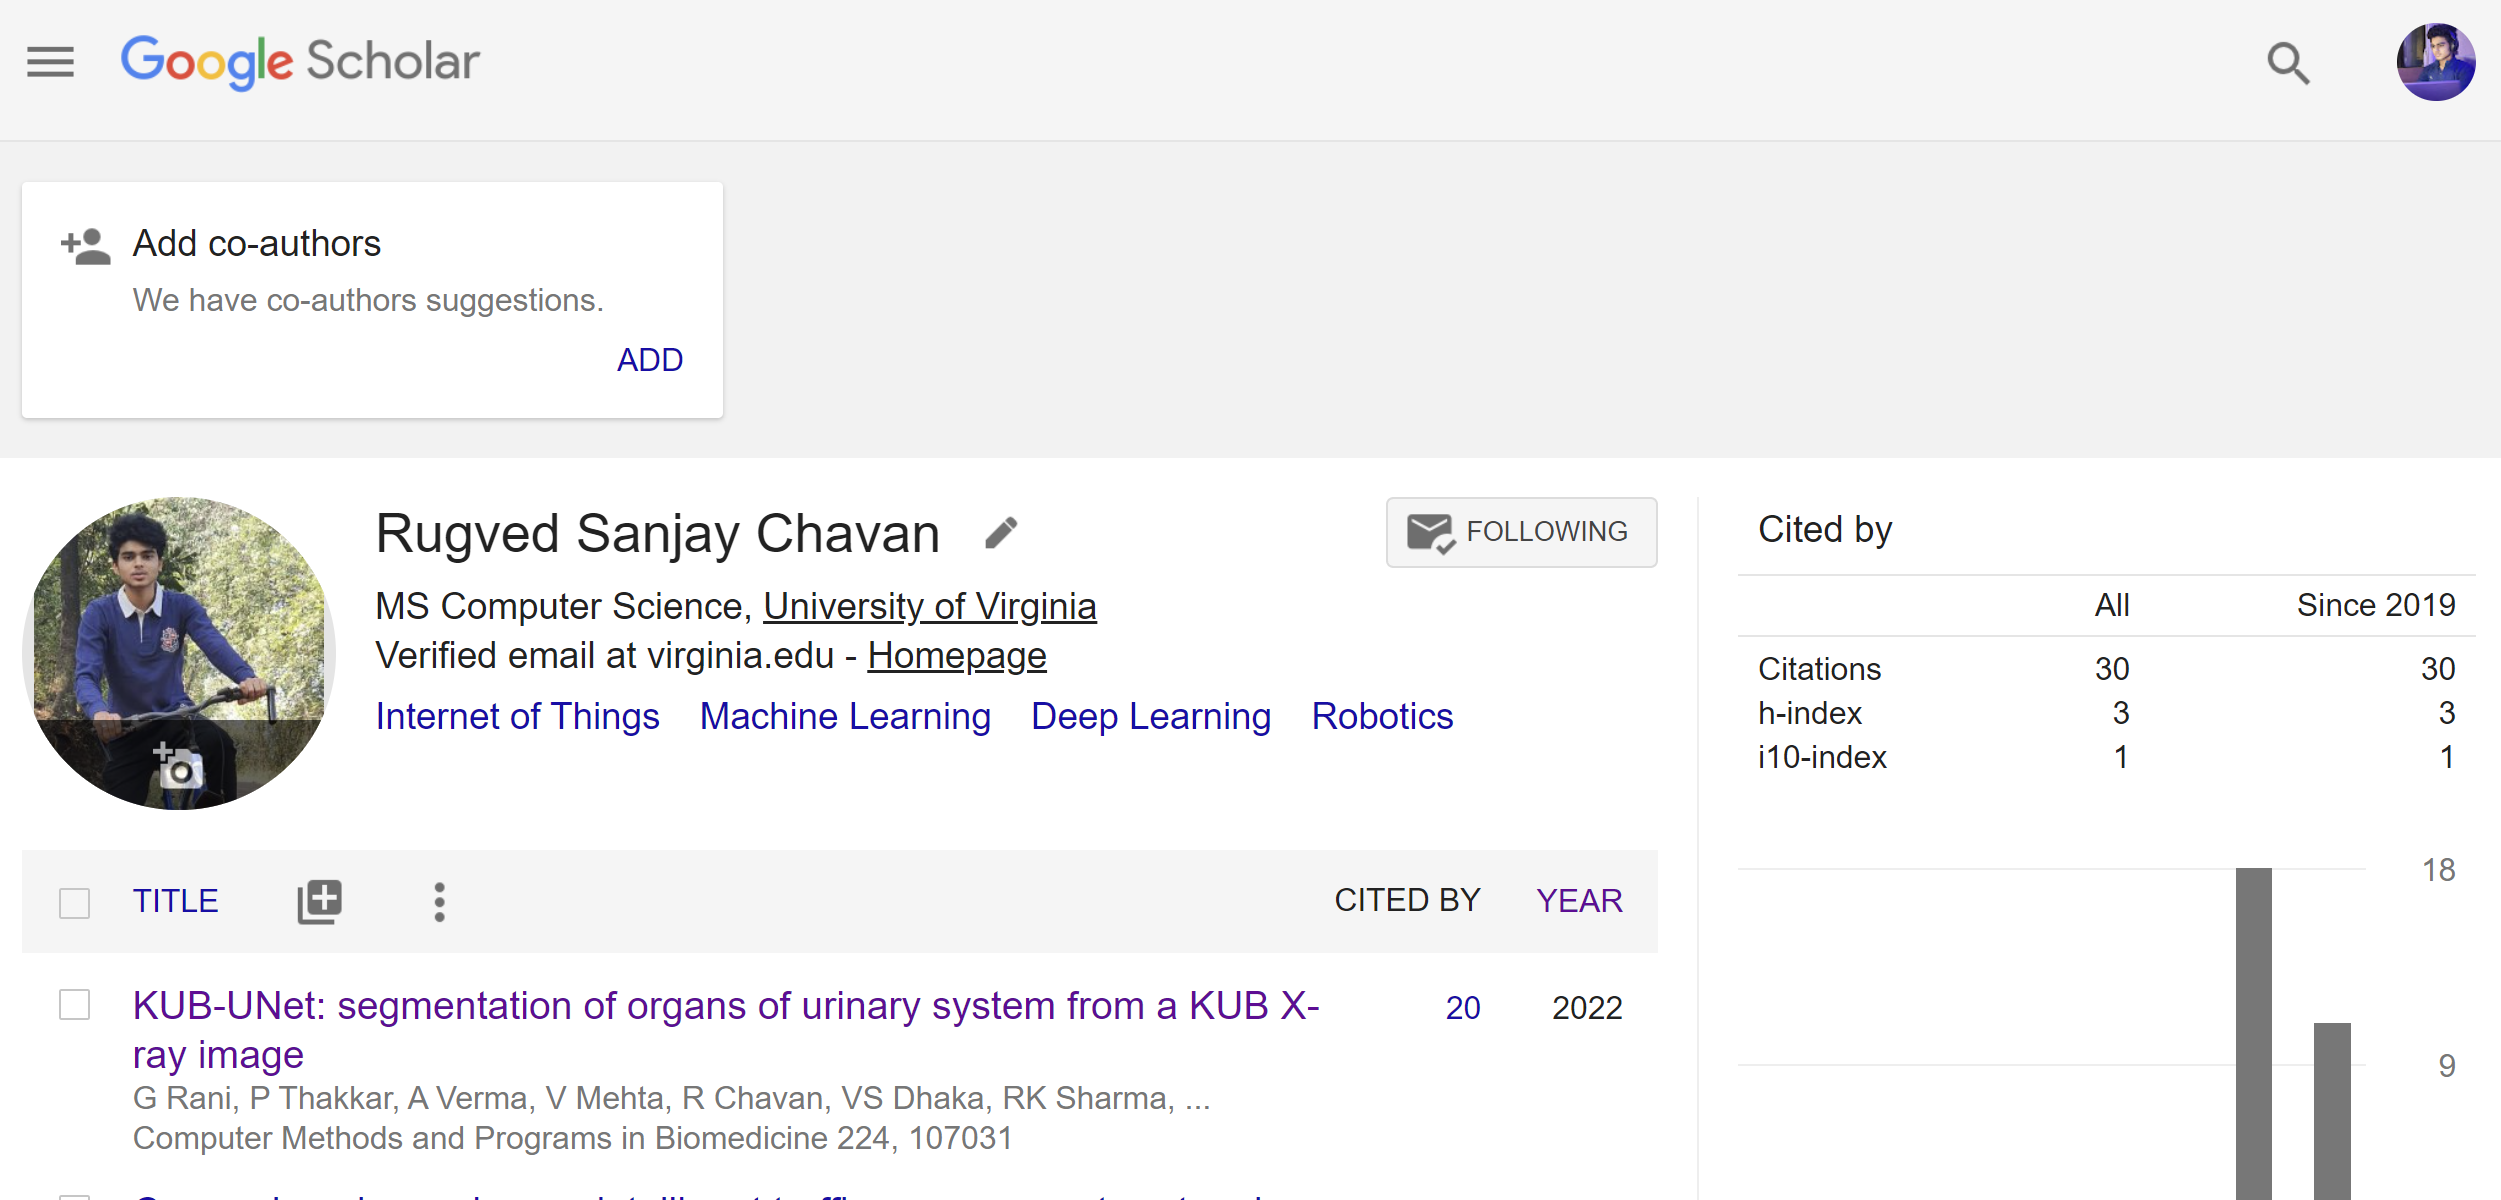 Google Scholar
Add co-authors
We have co-authors suggestions.
ADD
Rugved Sanjay Chavan
FOLLOWING
MS Computer Science, University of Virginia
Verified email at virginia.edu - Homepage
Internet of Things Machine Learning Deep Learning Robotics
TITLE CITED BY YEAR
KUB-UNet: segmentation of organs of urinary system from a KUB X-
ray image 20 2022
G Rani, P Thakkar, A Verma, V Mehta, R Chavan, VS Dhaka, RK Sharma, ...
Computer Methods and Programs in Biomedicine 224, 107031
Cited by
All Since 2019
Citations 30 30
h-index 3 3
i10-index 1 1
18
9